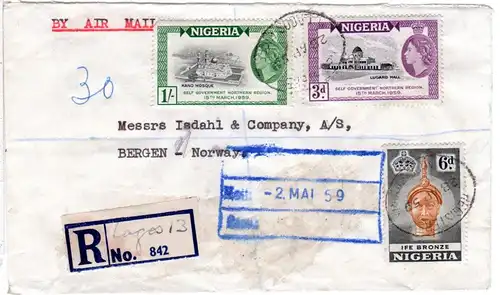 BY AIR MAIL
NIGERIA
KANO MOSQUE
1/-
SELF GOVERNMENT NORTHERN REGION.
15TH MARCH, 1959.
NIGERIA
LUGARD HALL
3d
SELF GOVERNMENT NORTHERN REGION.
15TH MARCH, 1959.
30
Messrs Isdahl & Company, A/S,
BERGEN - Norway.
-2. MAI 59
6d
IFE BRONZE
NIGERIA
R
Lagos 13
No. 842